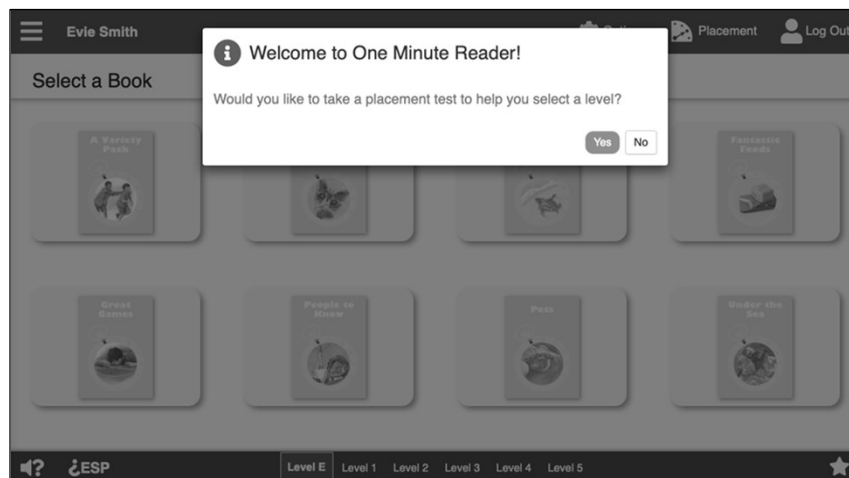 Evie Smith
Options
Placement
Log Out
Welcome to One Minute Reader!
Select a Book
Would you like to take a placement test to help you select a level?
Yes
No
A Variety
Pack
Fantastic
Foods
Great
Games
People to
Know
Pets
Under the
Sea
?
¿ESP
Level E
Level 1
Level 2
Level 3
Level 4
Level 5